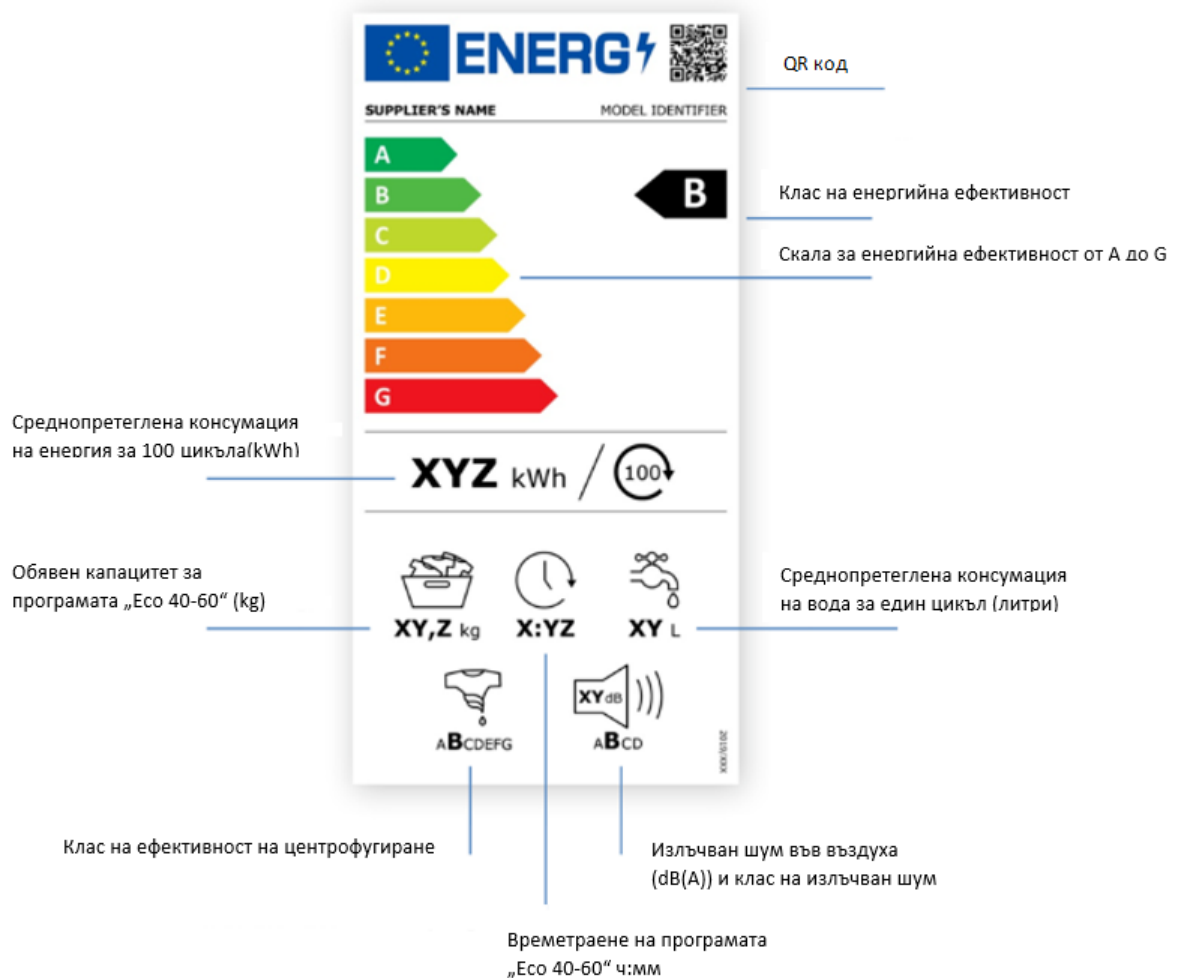 ENERG
QR код
SUPPLIER'S NAME
MODEL IDENTIFIER
A
B
B
Клас на енергийна ефективност
C
Скала за енергийна ефективност от A до G
D
E
F
G
Среднопретеглена консумация
на енергия за 100 цикъла(kWh)
XYZ kWh / 100
Обявен капацитет за
програмата „Eco 40-60“ (kg)
Среднопретеглена консумация
на вода за един цикъл (литри)
XY,Z kg
X:YZ
XY L
XY dB
ABCDEFG
ABCD
2019/XXX
Клас на ефективност на центрофугиране
Излъчван шум във въздуха
(dB(A)) и клас на излъчван шум
Времетраене на програмата
„Eco 40-60“ ч:мм